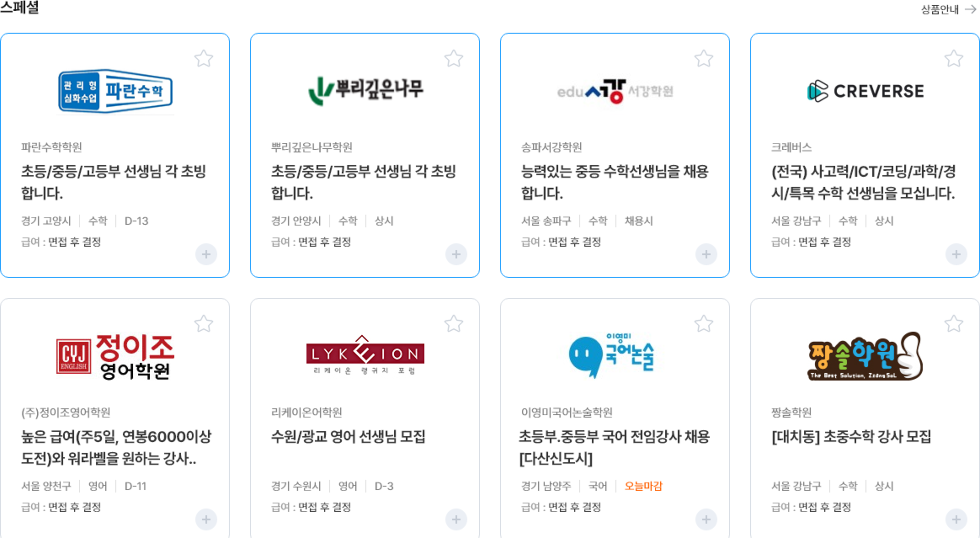 스페셜
상품안내
관리형
심화수업
파란수학
파란수학학원
초등/중등/고등부 선생님 각 초빙
합니다.
경기 고양시 수학 D-13
급여 : 면접 후 결정
뿌리깊은나무
뿌리깊은나무학원
초등/중등/고등부 선생님 각 초빙
합니다.
경기 안양시 수학 상시
급여 : 면접 후 결정
edu 서강 서강학원
송파서강학원
능력있는 중등 수학선생님을 채용
합니다.
서울 송파구 수학 채용시
급여 : 면접 후 결정
CREVERSE
크레버스
(전국) 사고력/ICT/코딩/과학/경
시/특목 수학 선생님을 모십니다.
서울 강남구 수학 상시
급여 : 면접 후 결정
CYJ
ENGLISH
정이조
영어학원
(주)정이조영어학원
높은 급여(주5일, 연봉6000이상
도전)와 워라벨을 원하는 강사..
서울 양천구 영어 D-11
급여 : 면접 후 결정
LYKEION
리케이온 랭귀지 포럼
리케이온어학원
수원/광교 영어 선생님 모집
경기 수원시 영어 D-3
급여 : 면접 후 결정
이영미
국어논술
이영미국어논술학원
초등부.중등부 국어 전임강사 채용
[다산신도시]
경기 남양주 국어 오늘마감
급여 : 면접 후 결정
짱솔학원
The Best Solution, ZzangSol
짱솔학원
[대치동] 초중수학 강사 모집
서울 강남구 수학 상시
급여 : 면접 후 결정